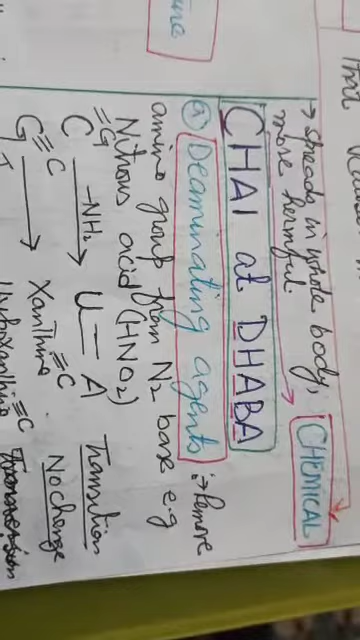 → spreads in whole body,
more harmful
CHEMICAL
CHAI at DHABA
a) Deaminating agents :→ Remove
amino group from N2 base e.g
Nitrous acid (HNO2)
C≡G —NH2→ U=A Transition
G≡C → Xanthine≡C No change